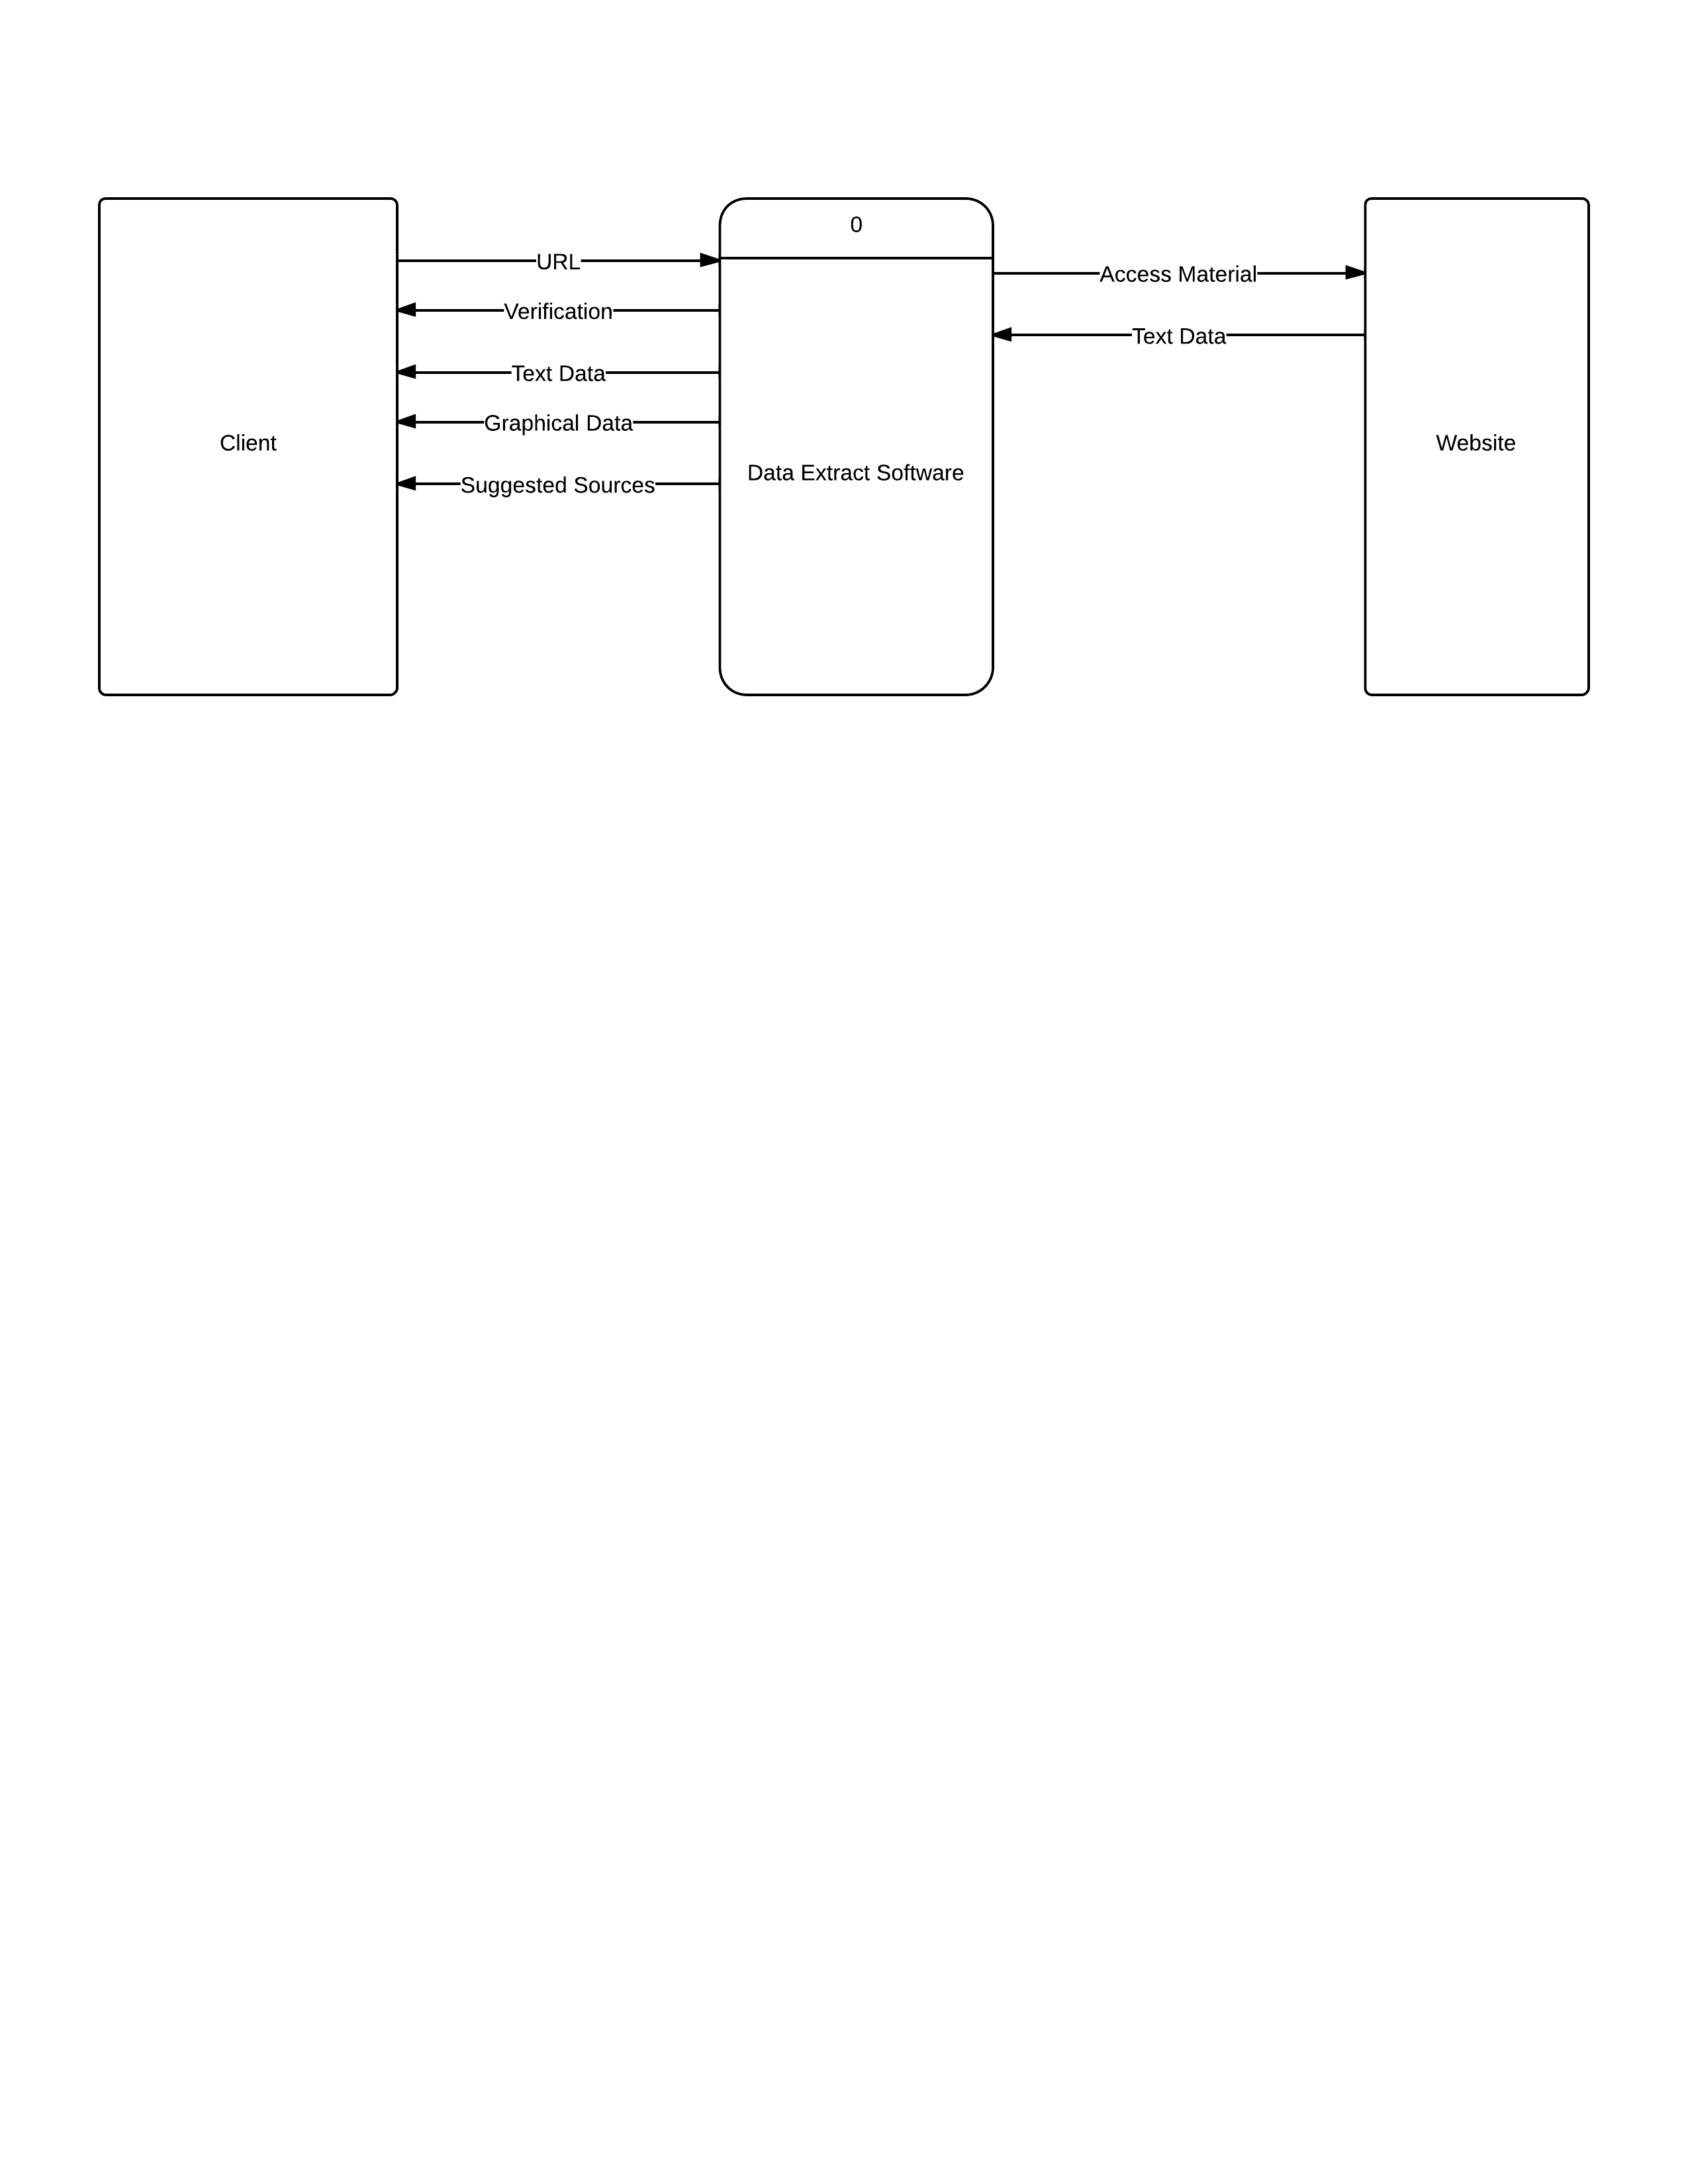 0
URL
Access Material
Verification
Text Data
Text Data
Graphical Data
Client
Data Extract Software
Website
Suggested Sources